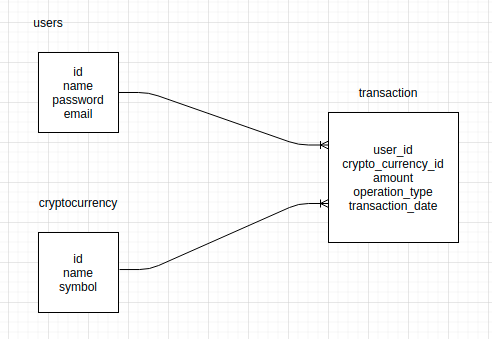 users
id
name
password
email
transaction
user_id
crypto_currency_id
amount
operation_type
transaction_date
cryptocurrency
id
name
symbol